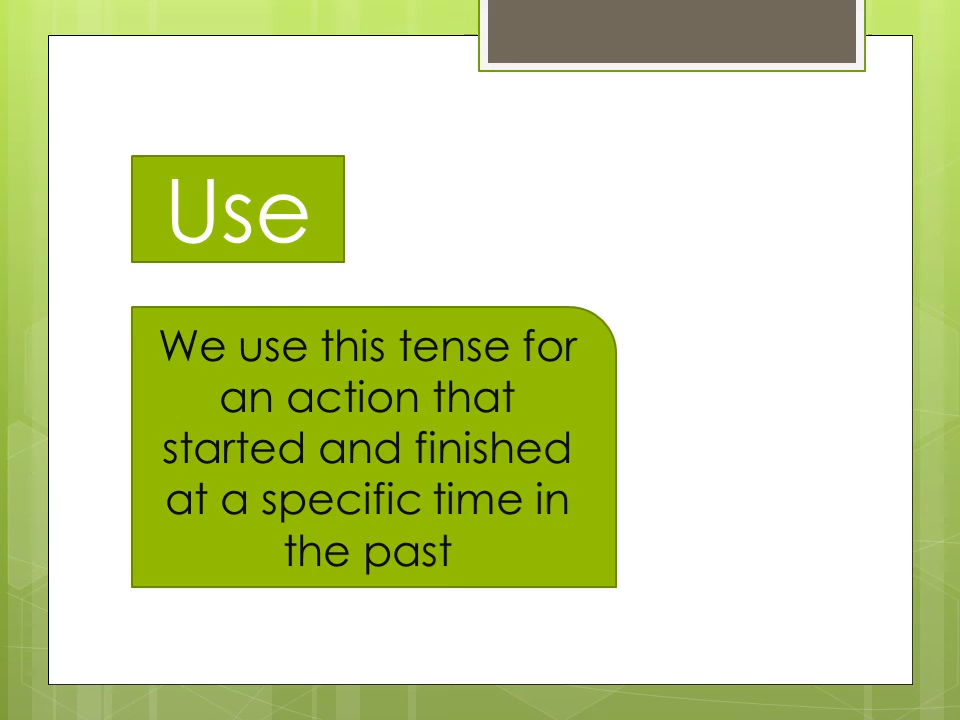 Use
We use this tense for
an action that
started and finished
at a specific time in
the past